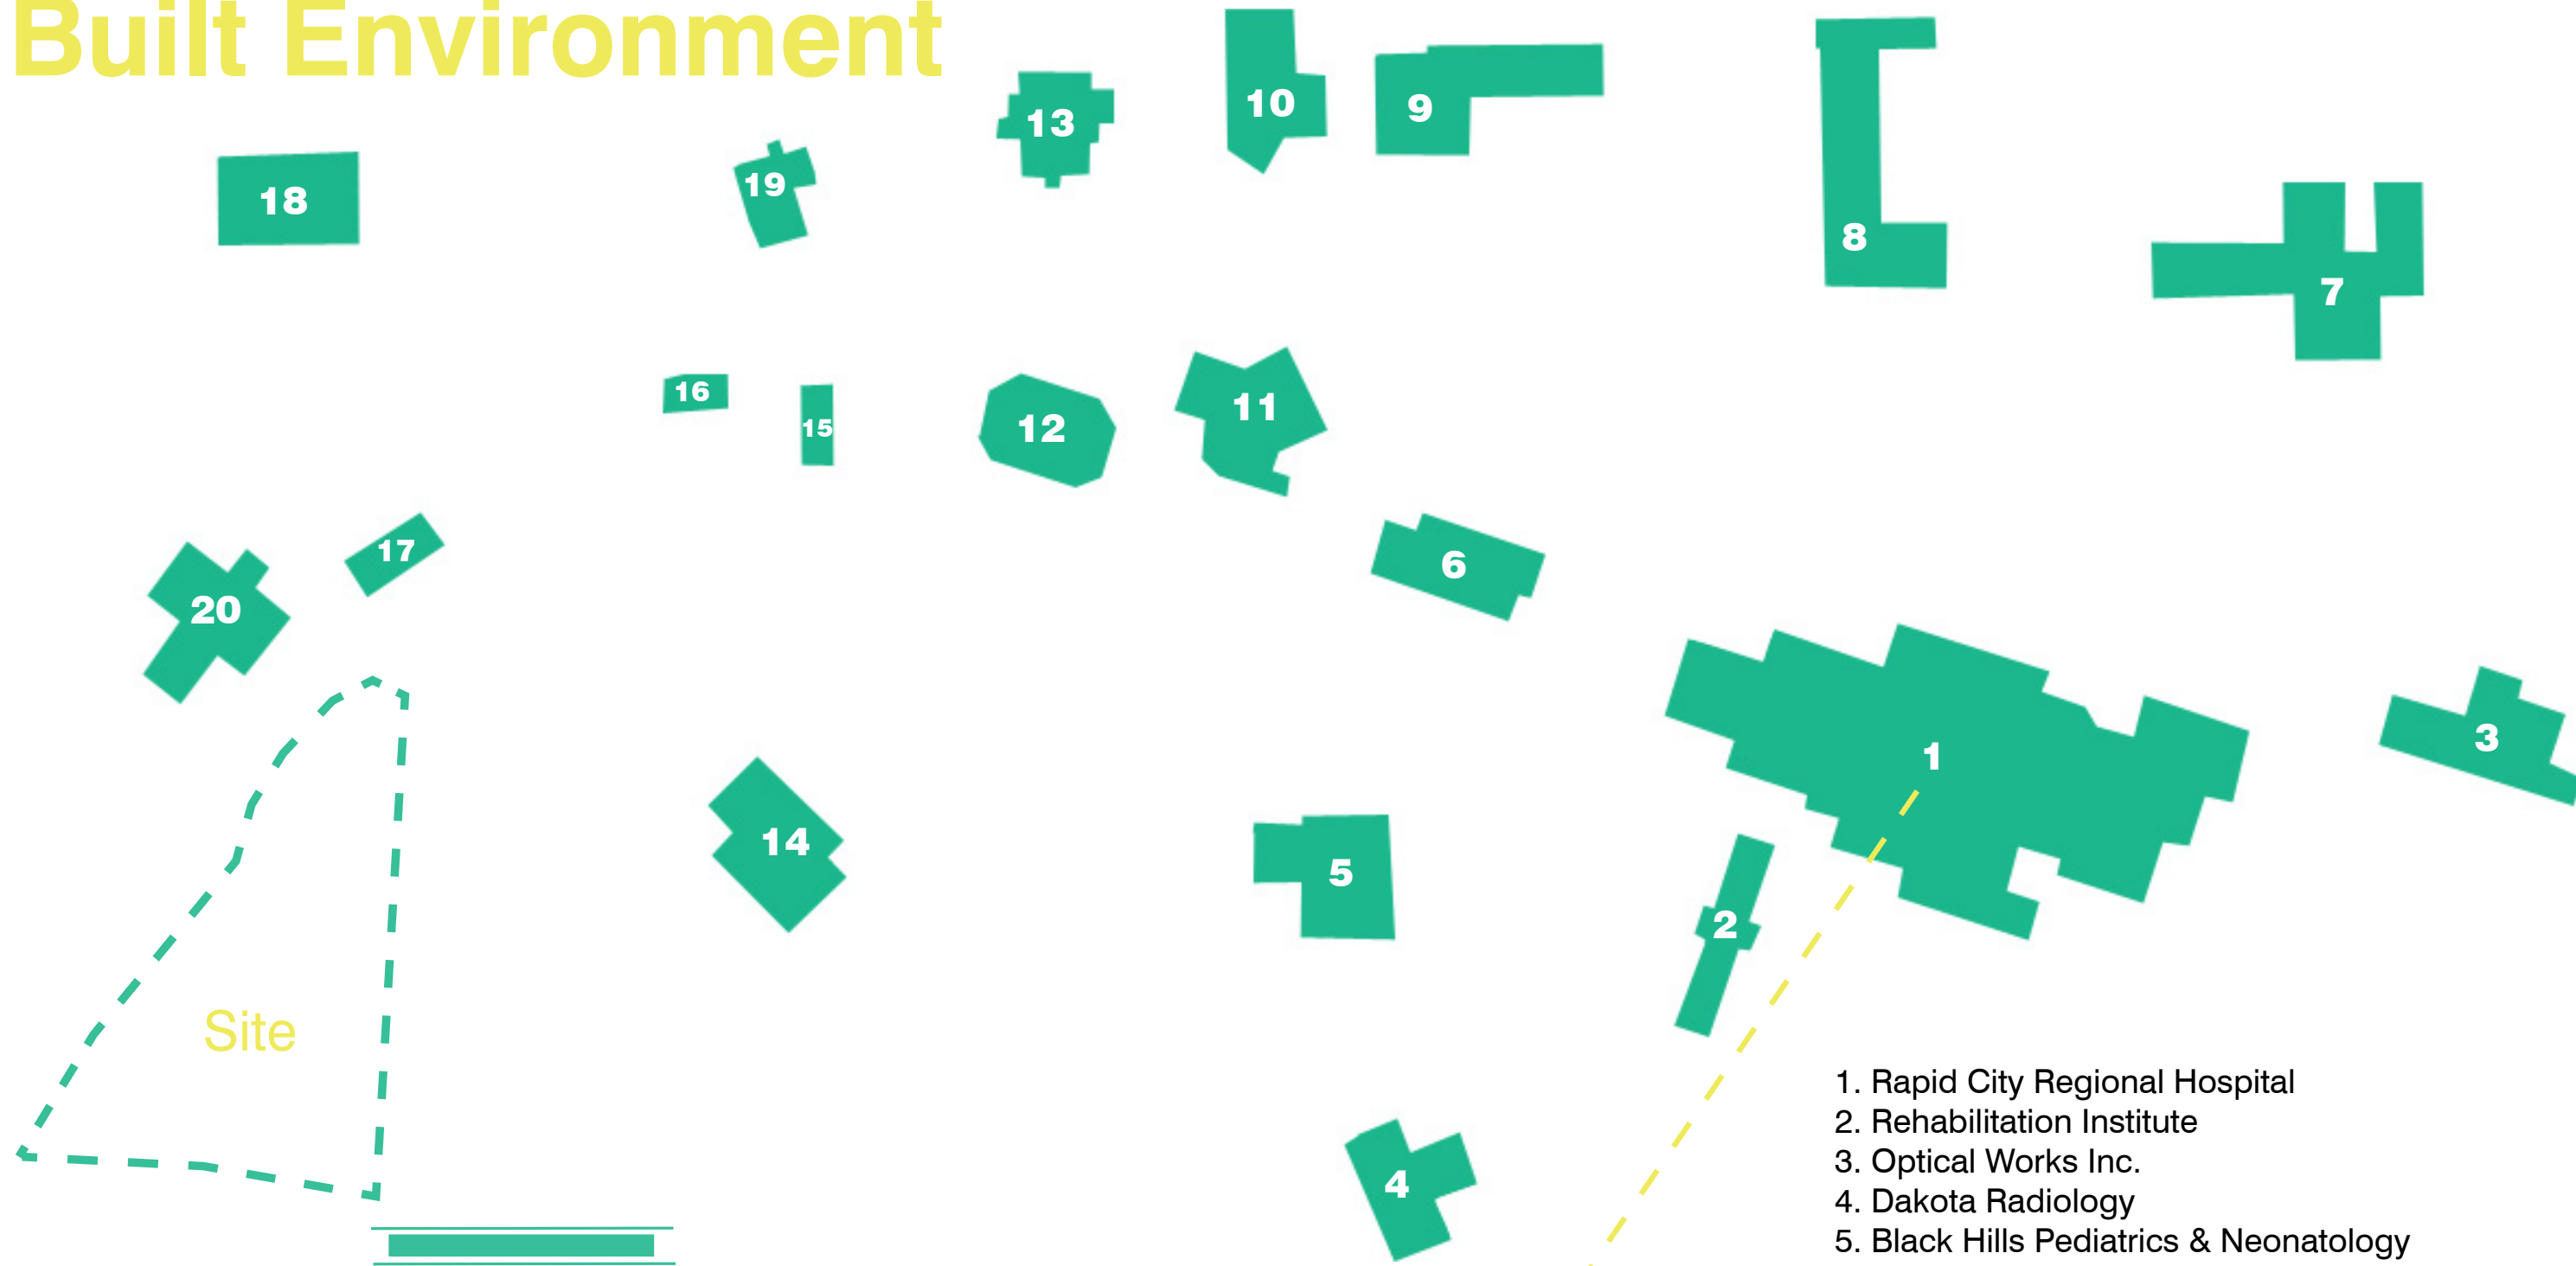 Built Environment
10
9
13
18
19
8
7
16
11
15
12
17
6
20
3
1
14
5
2
Site
4
1. Rapid City Regional Hospital
2. Rehabilitation Institute
3. Optical Works Inc.
4. Dakota Radiology
5. Black Hills Pediatrics & Neonatology